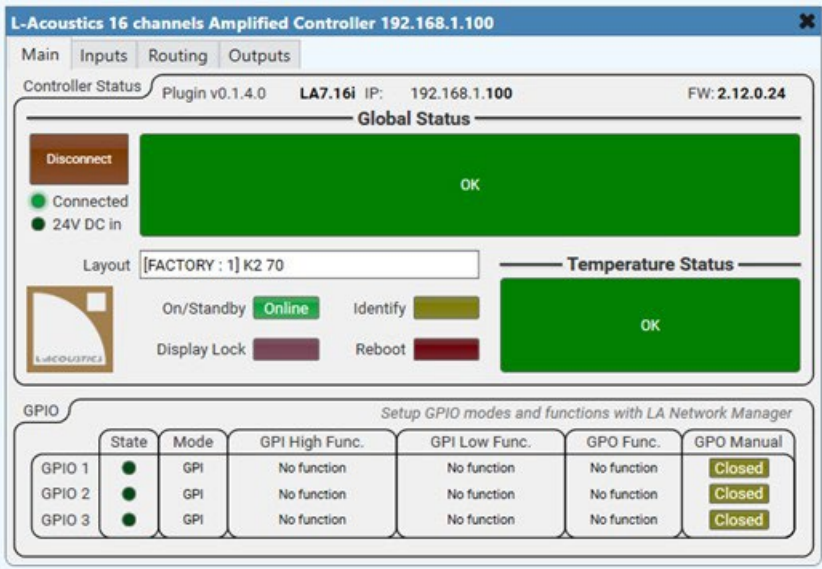 L-Acoustics 16 channels Amplified Controller 192.168.1.100
Main Inputs Routing Outputs
Controller Status Plugin v0.1.4.0 LA7.16i IP: 192.168.1.100 FW: 2.12.0.24
Global Status
Disconnect
OK
Connected
24V DC in
Layout [FACTORY : 1] K2 70
Temperature Status
On/Standby Online Identify
OK
Display Lock Reboot
L-ACOUSTICS
GPIO Setup GPIO modes and functions with LA Network Manager
State Mode GPI High Func. GPI Low Func. GPO Func. GPO Manual
GPIO 1 GPI No function No function No function Closed
GPIO 2 GPI No function No function No function Closed
GPIO 3 GPI No function No function No function Closed